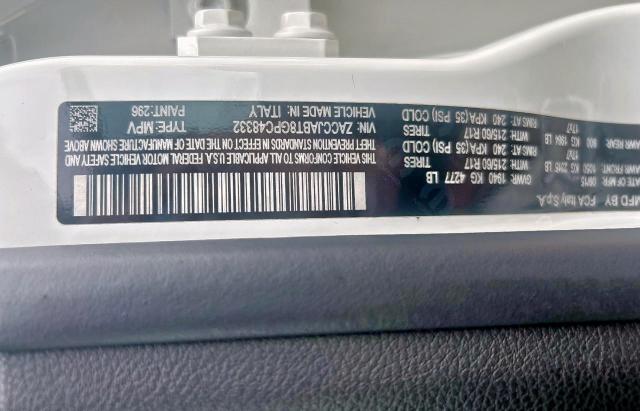 MFD BY FCA Italy S.p.A.
GVWR: 1940 KG 4277 LB
WITH 215/60 R17 TIRES
240 KPA(35 PSI) COLD
WITH 215/60 R17 TIRES
RIMS AT: 240 KPA(35 PSI) COLD
THIS VEHICLE CONFORMS TO ALL APPLICABLE U.S.A. FEDERAL MOTOR VEHICLE SAFETY AND
THEFT PREVENTION STANDARDS IN EFFECT ON THE DATE OF MANUFACTURE SHOWN ABOVE
VIN: ZACCJABT8GPC48332 TYPE: MPV
VEHICLE MADE IN: ITALY PAINT: 296